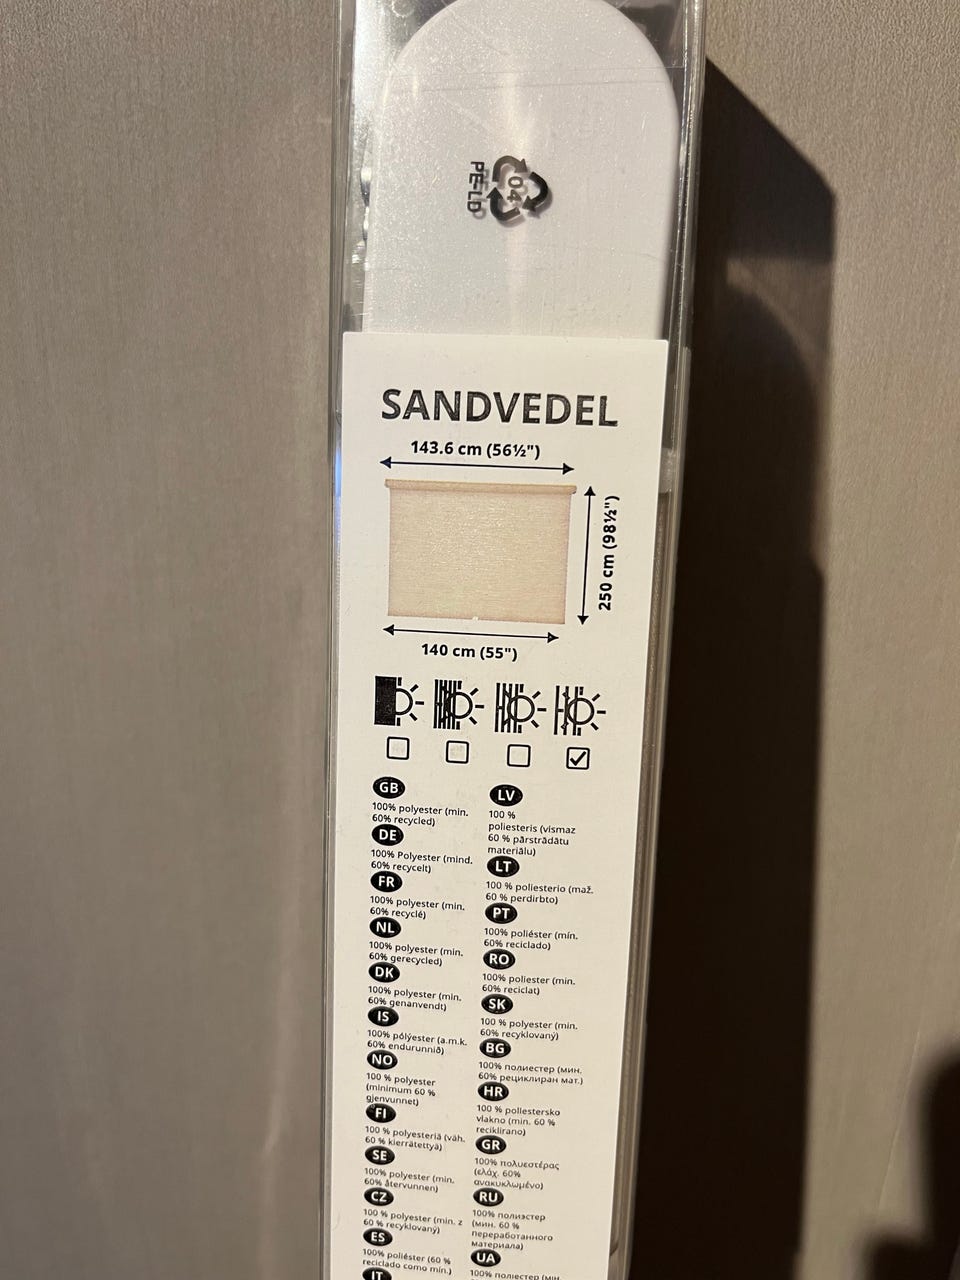 04
PE-LD
SANDVEDEL
143.6 cm (56½")
250 cm (98½")
140 cm (55")
GB
100% polyester (min.
60% recycled)
DE
100% Polyester (mind.
60% recycelt)
FR
100% polyester (min.
60% recyclé)
NL
100% polyester (min.
60% gerecycled)
DK
100% polyester (min.
60% genanvendt)
IS
100% pólýester (a.m.k.
60% endurunnið)
NO
100 % polyester
(minimum 60 %
gjenvunnet)
FI
100 % polyesteriä (väh.
60 % kierrätettyä)
SE
100 % polyester (min.
60% återvunnen)
CZ
100 % polyester (min. z
60 % recyklovaný)
ES
100% poliéster (60 %
reciclado como mín.)
IT
LV
100 %
poliesteris (vismaz
60 % pārstrādātu
materiālu)
LT
100 % poliesterio (maž.
60 % perdirbto)
PT
100% poliéster (mín.
60% reciclado)
RO
100% poliester (min.
60% reciclat)
SK
100 % polyester (min.
60% recyklovaný)
BG
100% полиестер (мин.
60% рециклиран мат.)
HR
100 % poliestersko
vlakno (min. 60 %
reciklirano)
GR
100% πολυεστέρας
(ελάχ. 60%
ανακυκλωμένο)
RU
100% полиэстер
(мин. 60 %
переработанного
материала)
UA
100% поліестер (мін.